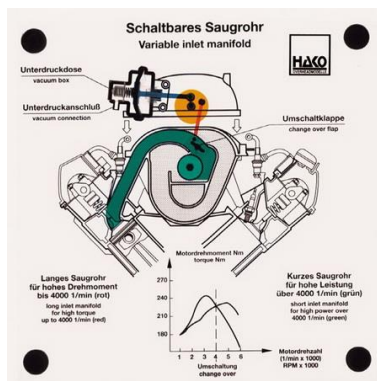 Schaltbares Saugrohr
Variable inlet manifold
HAKO
OVERHEADMODELLE
Unterdruckdose
vacuum box
Unterdruckanschluß
vacuum connection
Umschaltklappe
change over flap
Langes Saugrohr
für hohes Drehmoment
bis 4000 1/min (rot)
long inlet manifold
for high torque
up to 4000 1/min (red)
Motordrehmoment Nm
torque Nm
270
240
210
180
1 2 3 4 5 6
Umschaltung
change over
Kurzes Saugrohr
für hohe Leistung
über 4000 1/min (grün)
short inlet manifold
for high power over
4000 1/min (green)
Motordrehzahl
(1/min x 1000)
RPM x 1000